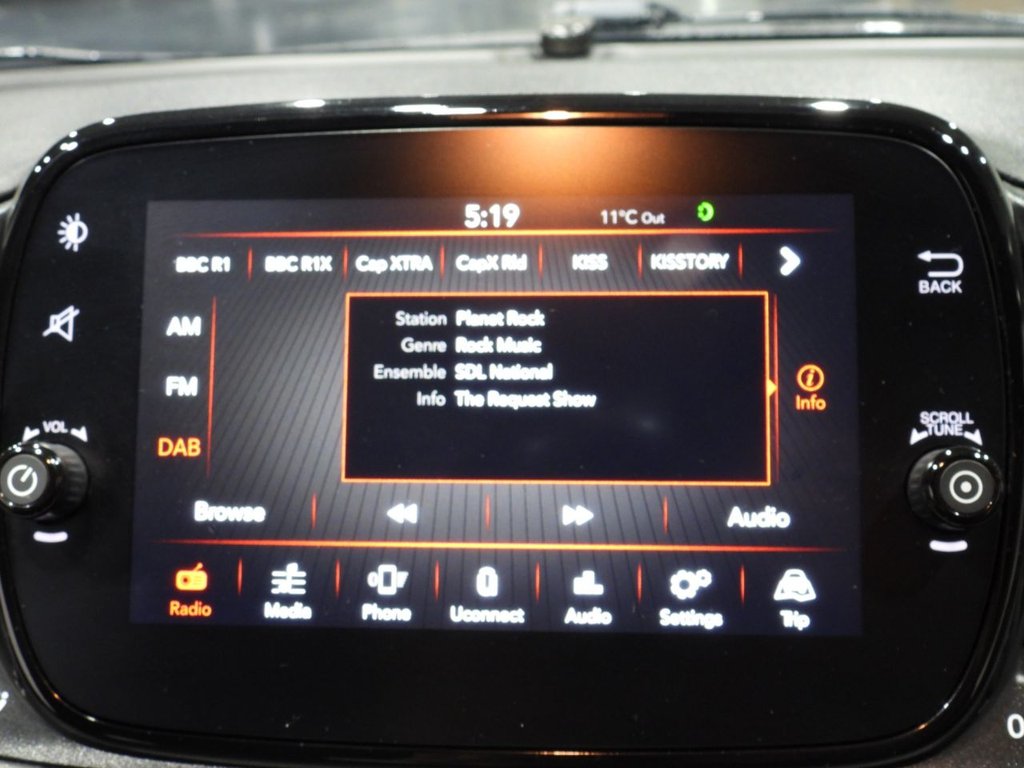 5:19 11°C Out
BBC R1 BBC R1X Cap XTRA CapX Rld KISS KISSTORY
BACK
AM
FM
DAB
Station Planet Rock
Genre Rock Music
Ensemble SDL National
Info The Request Show
Info
VOL
SCROLL
TUNE
Browse Audio
Radio Media Phone Uconnect Audio Settings Trip
0